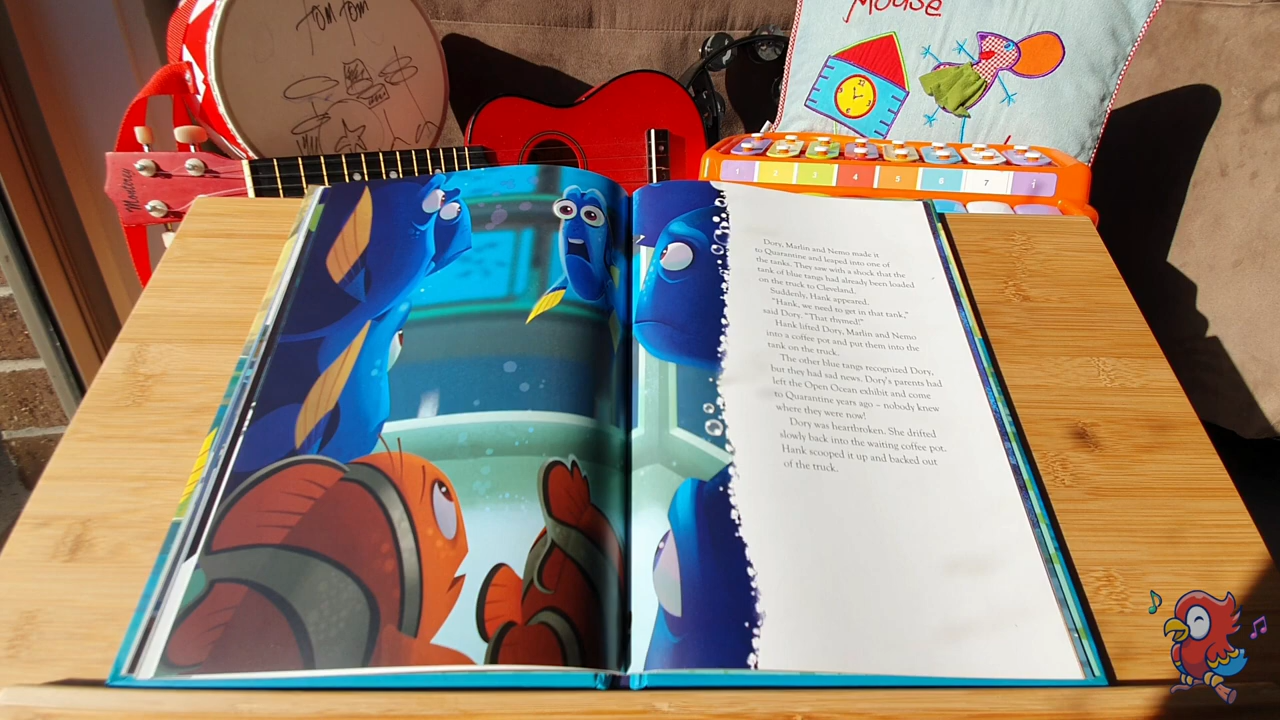 TOM TOM
Mouse
Monterey
1 2 3 4 5 6 7 i
Dory, Marlin and Nemo made it
to Quarantine and leaped into one of
the tanks. They saw with a shock that the
tank of blue tangs had already been loaded
on the truck to Cleveland.
Suddenly, Hank appeared.
"Hank, we need to get in that tank,"
said Dory. "That rhymed!"
Hank lifted Dory, Marlin and Nemo
into a coffee pot and put them into the
tank on the truck.
The other blue tangs recognized Dory,
but they had sad news. Dory's parents had
left the Open Ocean exhibit and come
to Quarantine years ago – nobody knew
where they were now!
Dory was heartbroken. She drifted
slowly back into the waiting coffee pot.
Hank scooped it up and backed out
of the truck.